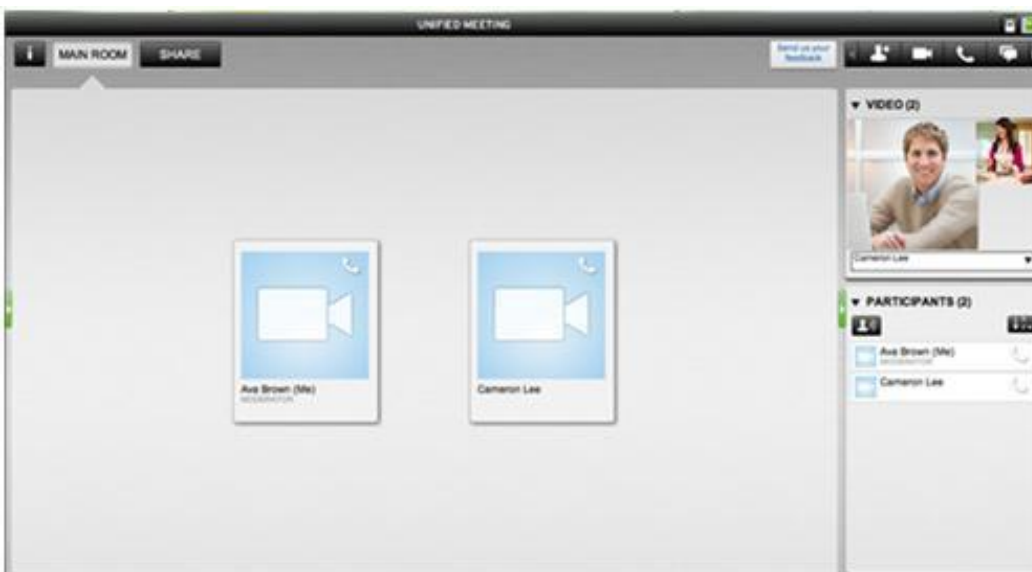 UNIFIED MEETING
i
MAIN ROOM
SHARE
Send us your
feedback
VIDEO (2)
Cameron Lee
PARTICIPANTS (2)
Ava Brown (Me)
MODERATOR
Cameron Lee
Ava Brown (Me)
MODERATOR
Cameron Lee